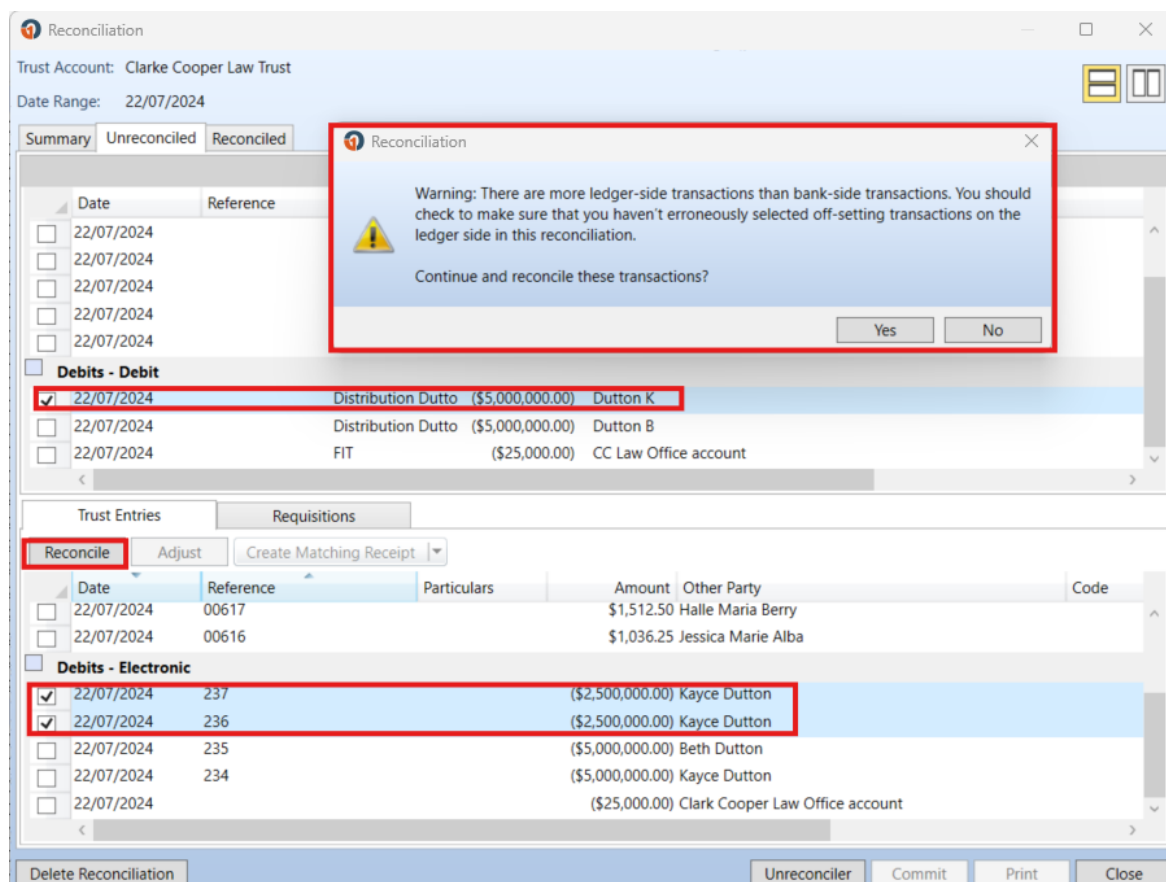 Reconciliation
Trust Account: Clarke Cooper Law Trust
Date Range: 22/07/2024
Summary Unreconciled Reconciled
Reconciliation
Warning: There are more ledger-side transactions than bank-side transactions. You should
check to make sure that you haven't erroneously selected off-setting transactions on the
ledger side in this reconciliation.
Continue and reconcile these transactions?
Yes No
Date Reference
22/07/2024
22/07/2024
22/07/2024
22/07/2024
22/07/2024
Debits - Debit
22/07/2024 Distribution Dutto ($5,000,000.00) Dutton K
22/07/2024 Distribution Dutto ($5,000,000.00) Dutton B
22/07/2024 FIT ($25,000.00) CC Law Office account
Trust Entries Requisitions
Reconcile Adjust Create Matching Receipt
Date Reference Particulars Amount Other Party Code
22/07/2024 00617 $1,512.50 Halle Maria Berry
22/07/2024 00616 $1,036.25 Jessica Marie Alba
Debits - Electronic
22/07/2024 237 ($2,500,000.00) Kayce Dutton
22/07/2024 236 ($2,500,000.00) Kayce Dutton
22/07/2024 235 ($5,000,000.00) Beth Dutton
22/07/2024 234 ($5,000,000.00) Kayce Dutton
22/07/2024 ($25,000.00) Clark Cooper Law Office account
Delete Reconciliation Unreconciler Commit Print Close